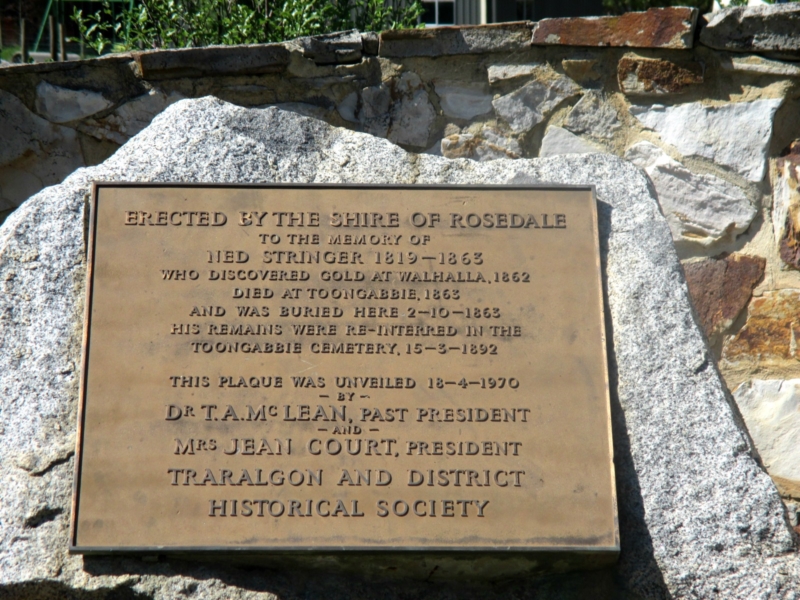 ERECTED BY THE SHIRE OF ROSEDALE
TO THE MEMORY OF
NED STRINGER 1819-1863
WHO DISCOVERED GOLD AT WALHALLA, 1862
DIED AT TOONGABBIE, 1863
AND WAS BURIED HERE 2-10-1863
HIS REMAINS WERE RE-INTERRED IN THE
TOONGABBIE CEMETERY, 15-3-1892
THIS PLAQUE WAS UNVEILED 18-4-1970
- BY -
DR T.A.MC LEAN, PAST PRESIDENT
- AND -
MRS JEAN COURT, PRESIDENT
TRARALGON AND DISTRICT
HISTORICAL SOCIETY